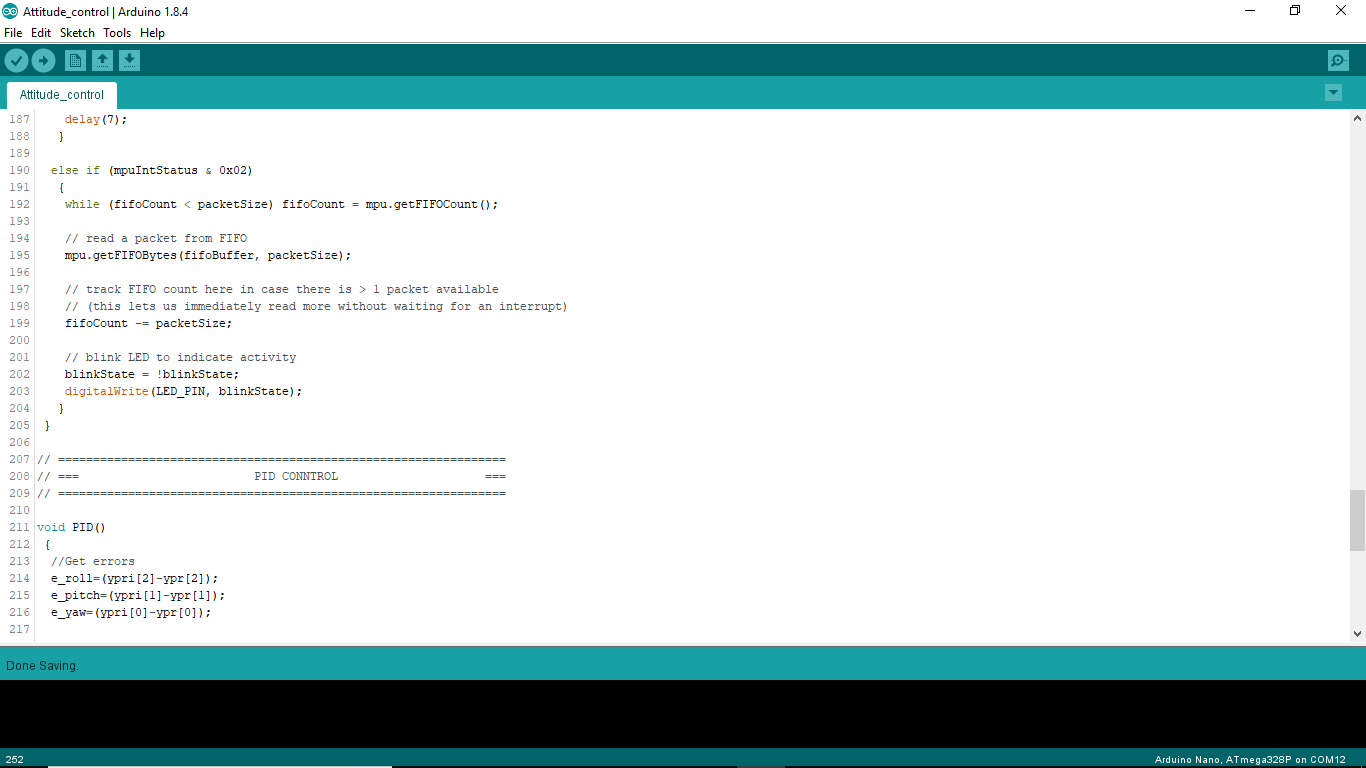 Attitude_control | Arduino 1.8.4
File Edit Sketch Tools Help
Attitude_control
187 delay(7);
188 }
189
190 else if (mpuIntStatus & 0x02)
191 {
192 while (fifoCount < packetSize) fifoCount = mpu.getFIFOCount();
193
194 // read a packet from FIFO
195 mpu.getFIFOBytes(fifoBuffer, packetSize);
196
197 // track FIFO count here in case there is > 1 packet available
198 // (this lets us immediately read more without waiting for an interrupt)
199 fifoCount -= packetSize;
200
201 // blink LED to indicate activity
202 blinkState = !blinkState;
203 digitalWrite(LED_PIN, blinkState);
204 }
205 }
206
207 // ================================================================
208 // === PID CONNTROL ===
209 // ================================================================
210
211 void PID()
212 {
213 //Get errors
214 e_roll=(ypri[2]-ypr[2]);
215 e_pitch=(ypri[1]-ypr[1]);
216 e_yaw=(ypri[0]-ypr[0]);
217
Done Saving.
252 Arduino Nano, ATmega328P on COM12